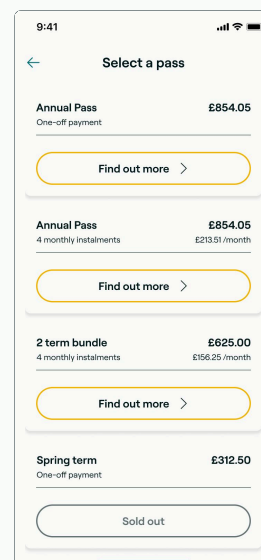 9:41
Select a pass
Annual Pass £854.05
One-off payment
Find out more
Annual Pass £854.05
4 monthly instalments £213.51 /month
Find out more
2 term bundle £625.00
4 monthly instalments £156.25 /month
Find out more
Spring term £312.50
One-off payment
Sold out